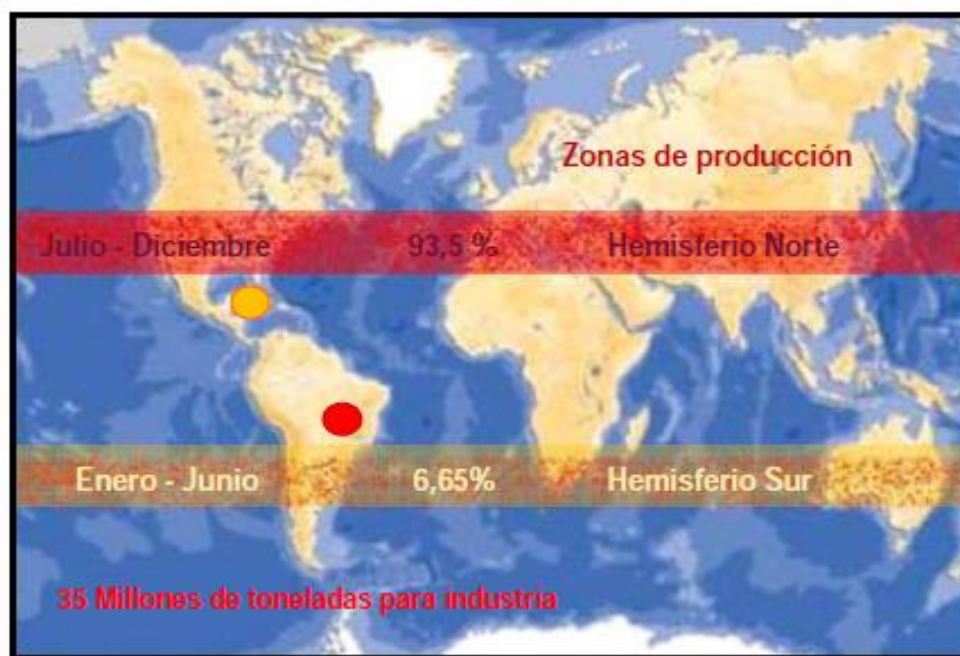 Zonas de producción
Julio - Diciembre 93,5 % Hemisferio Norte
Enero - Junio 6,65% Hemisferio Sur
35 Millones de toneladas para industria